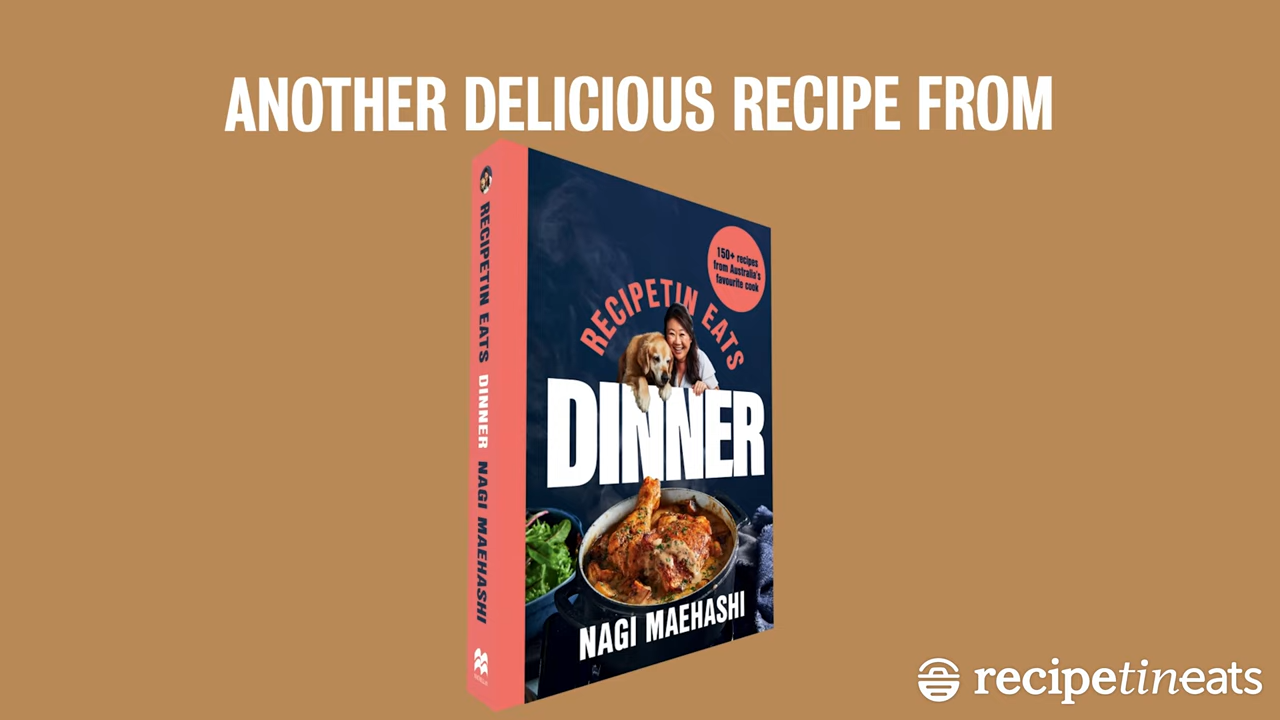 ANOTHER DELICIOUS RECIPE FROM
RECIPETIN EATS DINNER NAGI MAEHASHI
150+ recipes
from Australia's
favourite cook
RECIPETIN EATS
DINNER
NAGI MAEHASHI
recipetineats